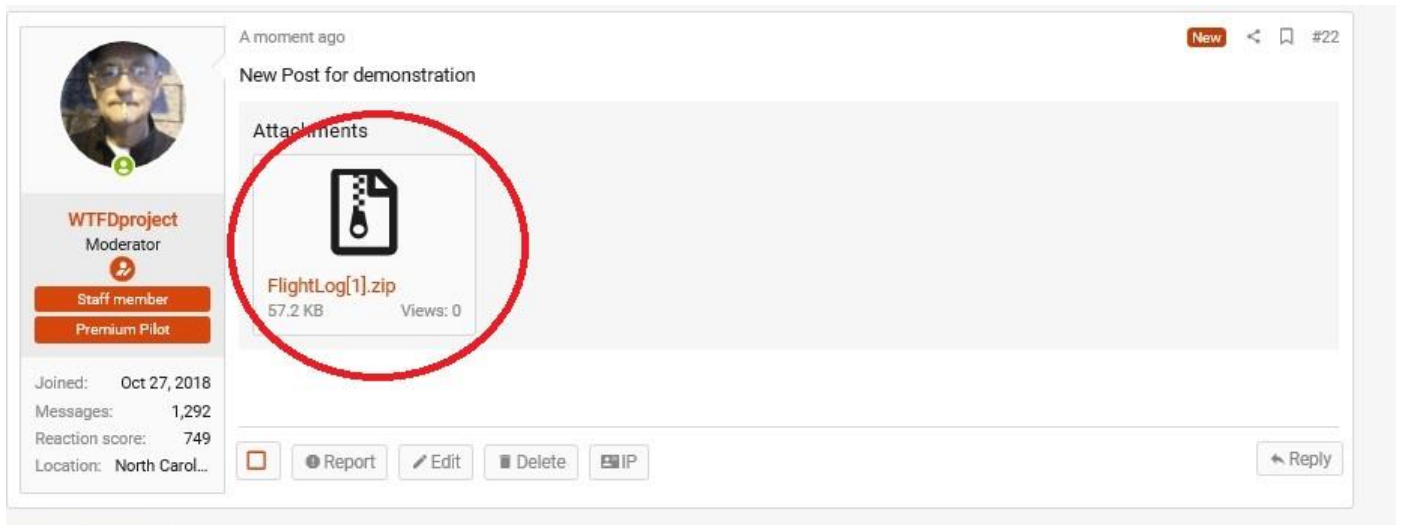 A moment ago
New
#22
New Post for demonstration
Attachments
FlightLog[1].zip
57.2 KB
Views: 0
WTFDproject
Moderator
Staff member
Premium Pilot
Joined: Oct 27, 2018
Messages: 1,292
Reaction score: 749
Location: North Carol...
Report
Edit
Delete
IP
Reply